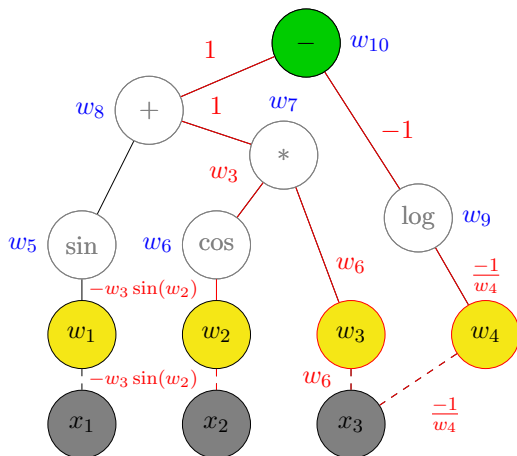 1
−
w₁₀
w₈
+
1
w₇
*
−1
w₃
w₅
sin
w₆
cos
log
w₉
−w₃ sin(w₂)
w₆
−1/w₄
w₁
w₂
w₃
w₄
−w₃ sin(w₂)
w₆
−1/w₄
x₁
x₂
x₃